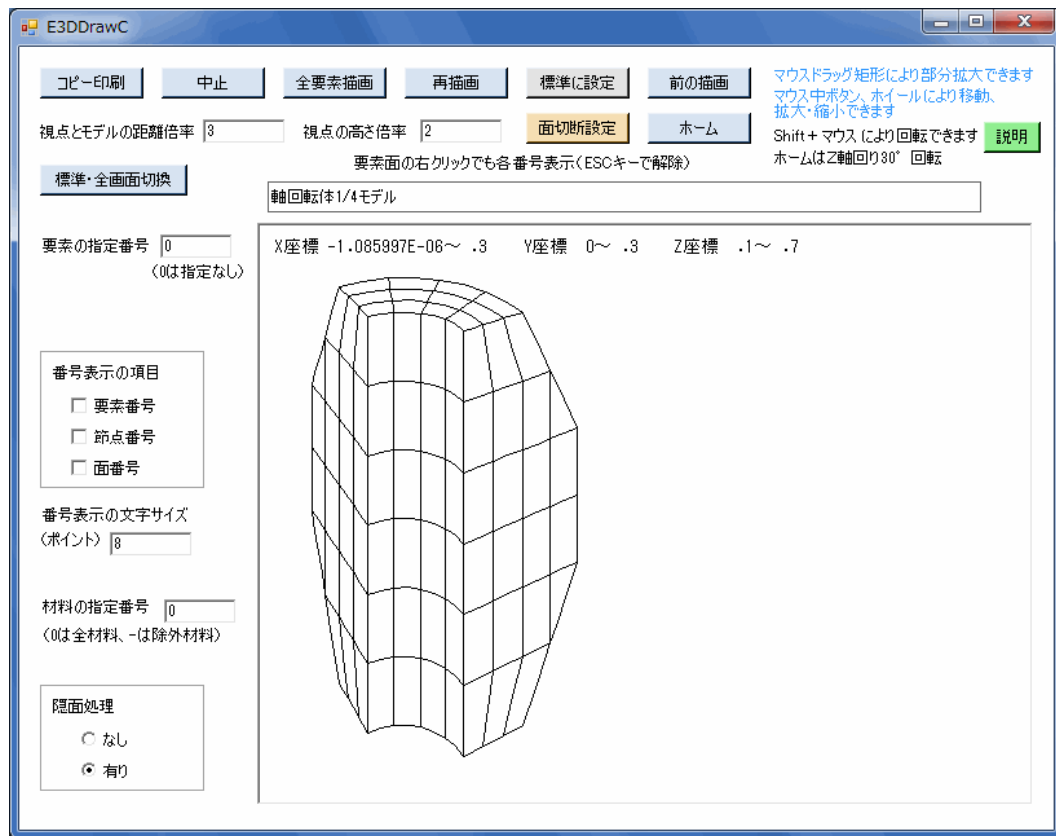 E3DDrawC
コピー印刷 中止 全要素描画 再描画 標準に設定 前の描画
マウスドラッグ矩形により部分拡大できます
マウス中ボタン、ホイールにより移動、
拡大・縮小できます
視点とモデルの距離倍率 3 視点の高さ倍率 2 面切断設定 ホーム
Shift+マウス により回転できます 説明
ホームはZ軸回り30° 回転
要素面の右クリックでも各番号表示(ESCキーで解除)
標準・全画面切換
軸回転体1/4モデル
要素の指定番号 0
(0は指定なし)
X座標 -1.085997E-06～ .3 Y座標 0～ .3 Z座標 .1～ .7
番号表示の項目
要素番号
節点番号
面番号
番号表示の文字サイズ
(ポイント) 8
材料の指定番号 0
(0は全材料、-は除外材料)
隠面処理
なし
有り